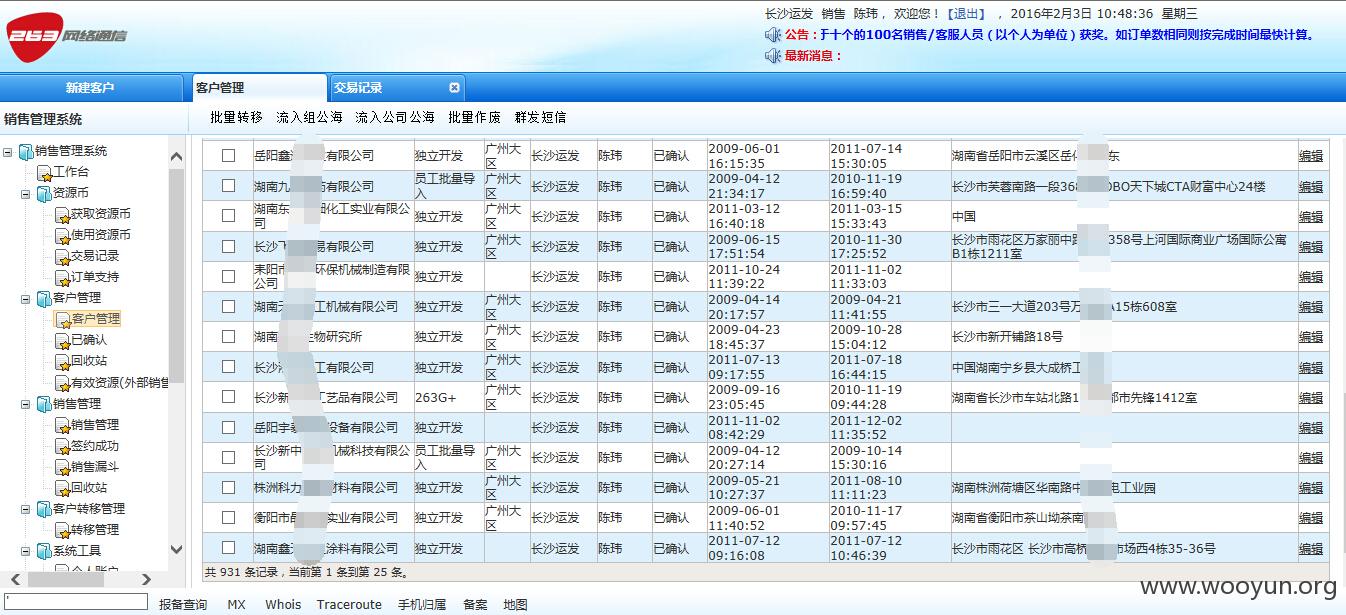 长沙运发 销售 陈玮， 欢迎您！【退出】 ，2016年2月3日 10:48:36 星期三
263网络通信
公告：于十个的100名销售/客服人员（以个人为单位）获奖。如订单数相同则按完成时间最快计算。
最新消息：
新建客户 客户管理 交易记录
销售管理系统
批量转移 流入组公海 流入公司公海 批量作废 群发短信
销售管理系统
工作台
资源币
获取资源币
使用资源币
交易记录
订单支持
客户管理
客户管理
已确认
回收站
有效资源(外部销售
销售管理
销售管理
签约成功
销售漏斗
回收站
客户转移管理
转移管理
系统工具
个人账户
岳阳鑫 有限公司 独立开发 广州大区 长沙运发 陈玮 已确认 2009-06-01 16:15:35 2011-07-14 15:30:05 湖南省岳阳市云溪区岳 东 编辑
湖南九 有限公司 员工批量导入 广州大区 长沙运发 陈玮 已确认 2009-04-12 21:34:17 2010-11-19 16:59:40 长沙市芙蓉南路一段36 OBO天下城CTA财富中心24楼 编辑
湖南东 细化工实业有限公司 独立开发 广州大区 长沙运发 陈玮 已确认 2011-03-12 16:40:18 2011-03-15 15:33:43 中国 编辑
长沙飞 易有限公司 独立开发 广州大区 长沙运发 陈玮 已确认 2009-06-15 17:51:54 2010-11-30 17:25:52 长沙市雨花区万家丽中路 358号上河国际商业广场国际公寓B1栋1211室 编辑
耒阳市 环保机械制造有限公司 独立开发 长沙运发 陈玮 已确认 2011-10-24 11:39:22 2011-11-02 11:33:03 编辑
湖南天 工机械有限公司 独立开发 广州大区 长沙运发 陈玮 已确认 2009-04-14 20:17:57 2009-04-21 11:41:55 长沙市三一大道203号万 A15栋608室 编辑
湖南 生物研究所 独立开发 广州大区 长沙运发 陈玮 已确认 2009-04-23 18:45:37 2009-10-28 15:04:12 长沙市新开铺路18号 编辑
长沙 工有限公司 独立开发 广州大区 长沙运发 陈玮 已确认 2011-07-13 09:17:55 2011-07-18 16:44:15 中国湖南宁乡县大成桥工 编辑
长沙新 工艺品有限公司 263G+ 广州大区 长沙运发 陈玮 已确认 2009-09-16 23:05:45 2010-11-19 09:44:28 湖南省长沙市车站北路1 都市先锋1412室 编辑
岳阳宇 设备有限公司 独立开发 长沙运发 陈玮 已确认 2011-11-02 08:42:29 2011-12-02 11:35:52 编辑
长沙新中 机械科技有限公司 员工批量导入 广州大区 长沙运发 陈玮 已确认 2009-04-12 20:27:14 2009-10-14 15:30:16 编辑
株洲科力 材料有限公司 独立开发 广州大区 长沙运发 陈玮 已确认 2009-05-21 10:27:37 2011-08-10 11:11:23 湖南株洲荷塘区华南路中 电工业园 编辑
衡阳市 实业有限公司 独立开发 广州大区 长沙运发 陈玮 已确认 2009-06-01 11:40:52 2010-11-17 09:57:45 湖南省衡阳市茶山坳茶南 编辑
湖南鑫 涂料有限公司 独立开发 长沙运发 陈玮 已确认 2011-07-12 09:16:08 2011-07-12 10:46:39 长沙市雨花区 长沙市高桥 市场西4栋35-36号 编辑
共 931 条记录，当前第 1 条到第 25 条。
www.wooyun.org
' 报备查询 MX Whois Traceroute 手机归属 备案 地图